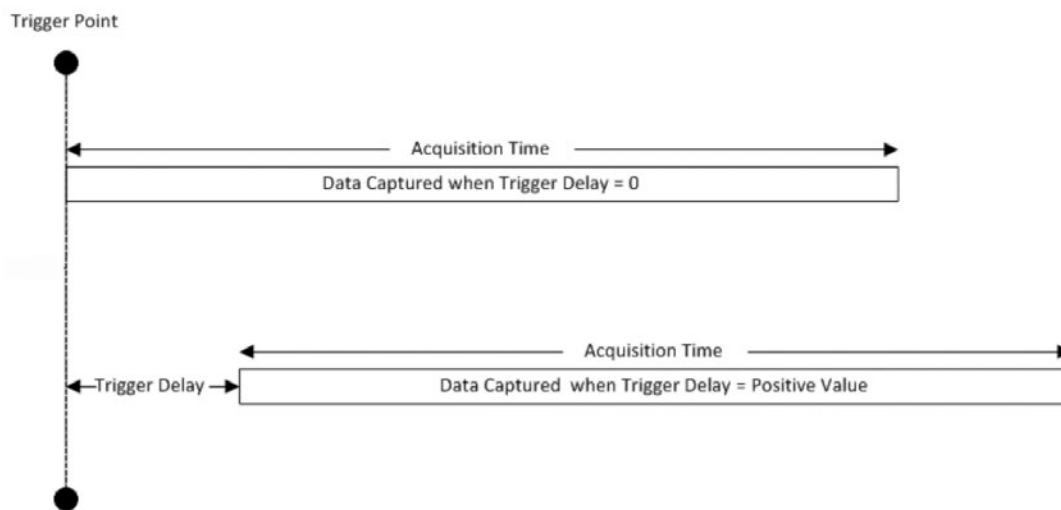 Trigger Point
Acquisition Time
Data Captured when Trigger Delay = 0
Acquisition Time
Trigger Delay
Data Captured when Trigger Delay = Positive Value